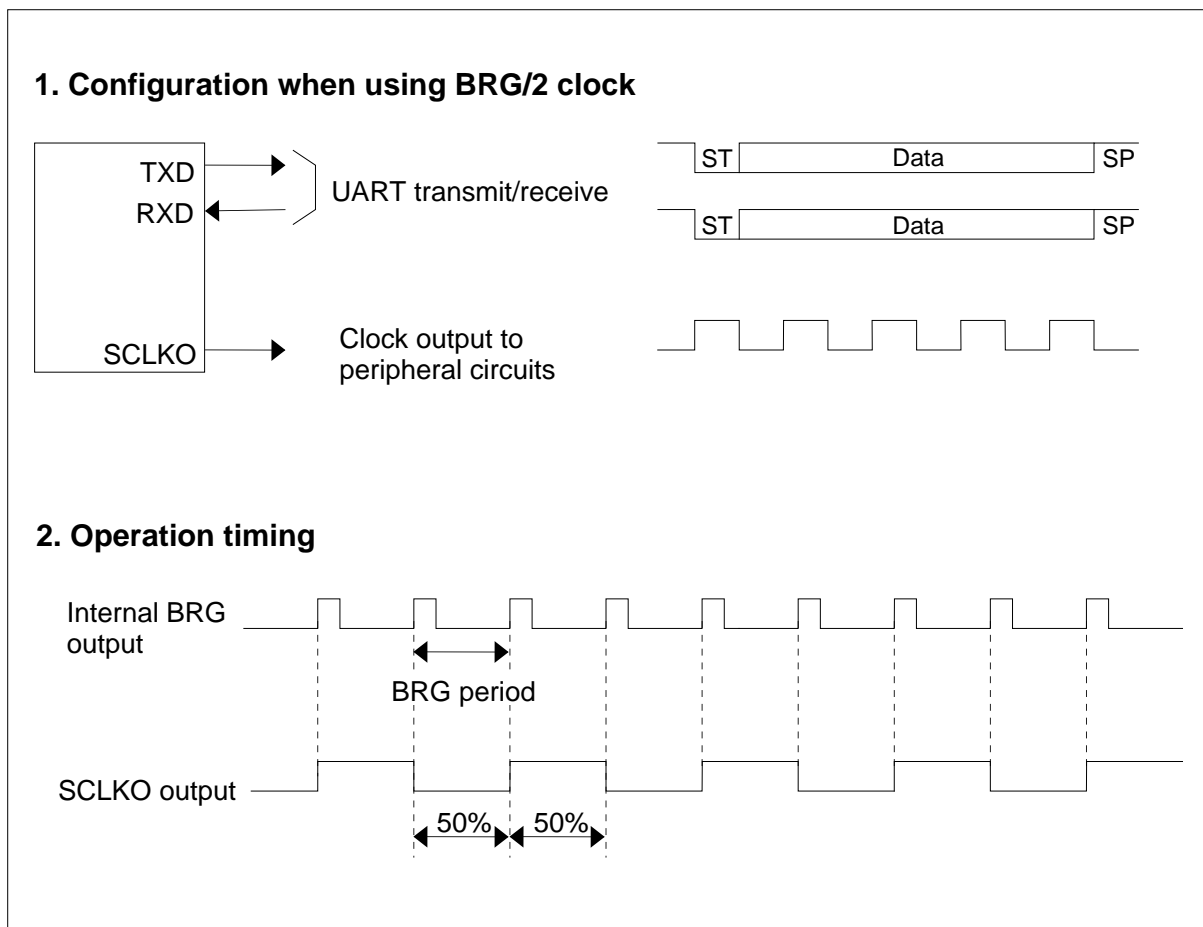 1. Configuration when using BRG/2 clock
TXD
RXD
UART transmit/receive
ST
Data
SP
ST
Data
SP
SCLKO
Clock output to
peripheral circuits
2. Operation timing
Internal BRG
output
BRG period
SCLKO output
50%
50%